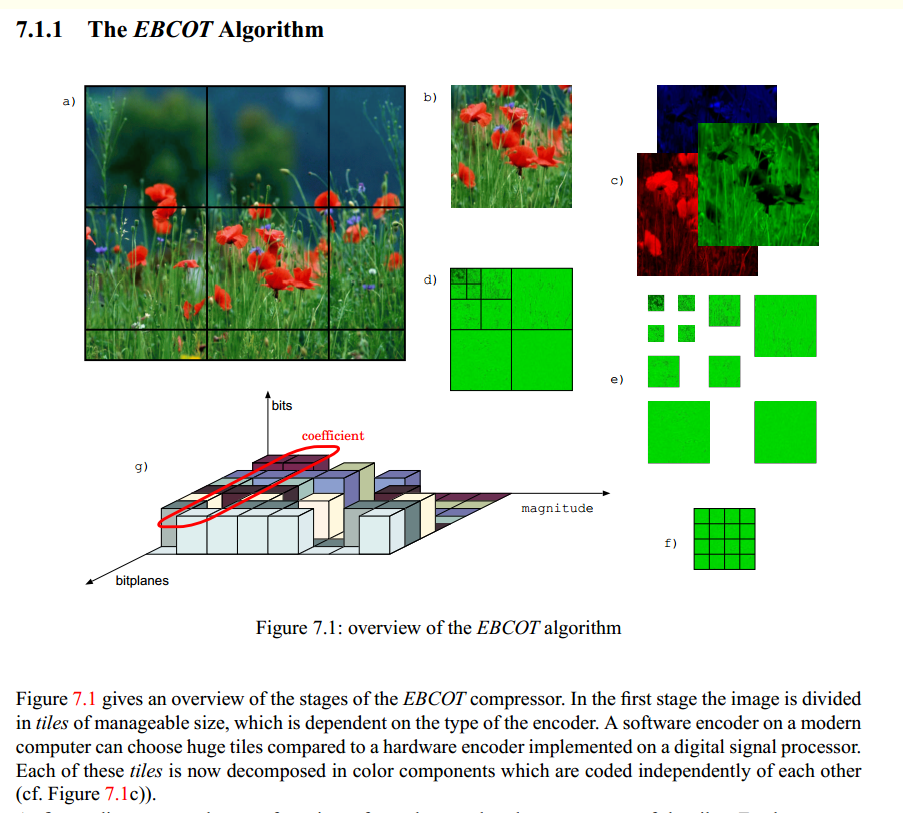 7.1.1 The EBCOT Algorithm
a)
b)
c)
d)
e)
bits
coefficient
g)
magnitude
f)
bitplanes
Figure 7.1: overview of the EBCOT algorithm
Figure 7.1 gives an overview of the stages of the EBCOT compressor. In the first stage the image is divided
in tiles of manageable size, which is dependent on the type of the encoder. A software encoder on a modern
computer can choose huge tiles compared to a hardware encoder implemented on a digital signal processor.
Each of these tiles is now decomposed in color components which are coded independently of each other
(cf. Figure 7.1c)).